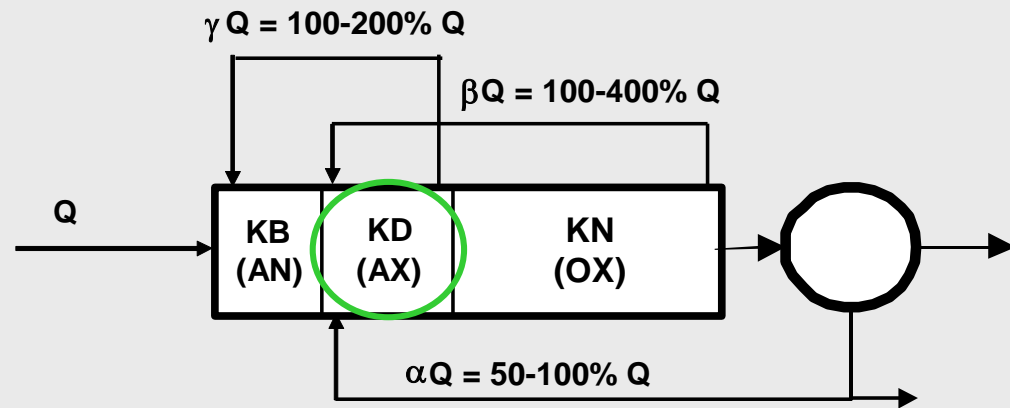 γ Q = 100-200% Q
βQ = 100-400% Q
Q
KB
(AN)
KD
(AX)
KN
(OX)
αQ = 50-100% Q